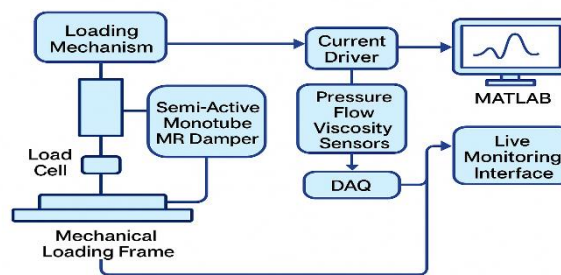 Loading
Mechanism
Current
Driver
MATLAB
Semi-Active
Monotube
MR Damper
Pressure
Flow
Viscosity
Sensors
Live
Monitoring
Interface
Load
Cell
DAQ
Mechanical
Loading Frame